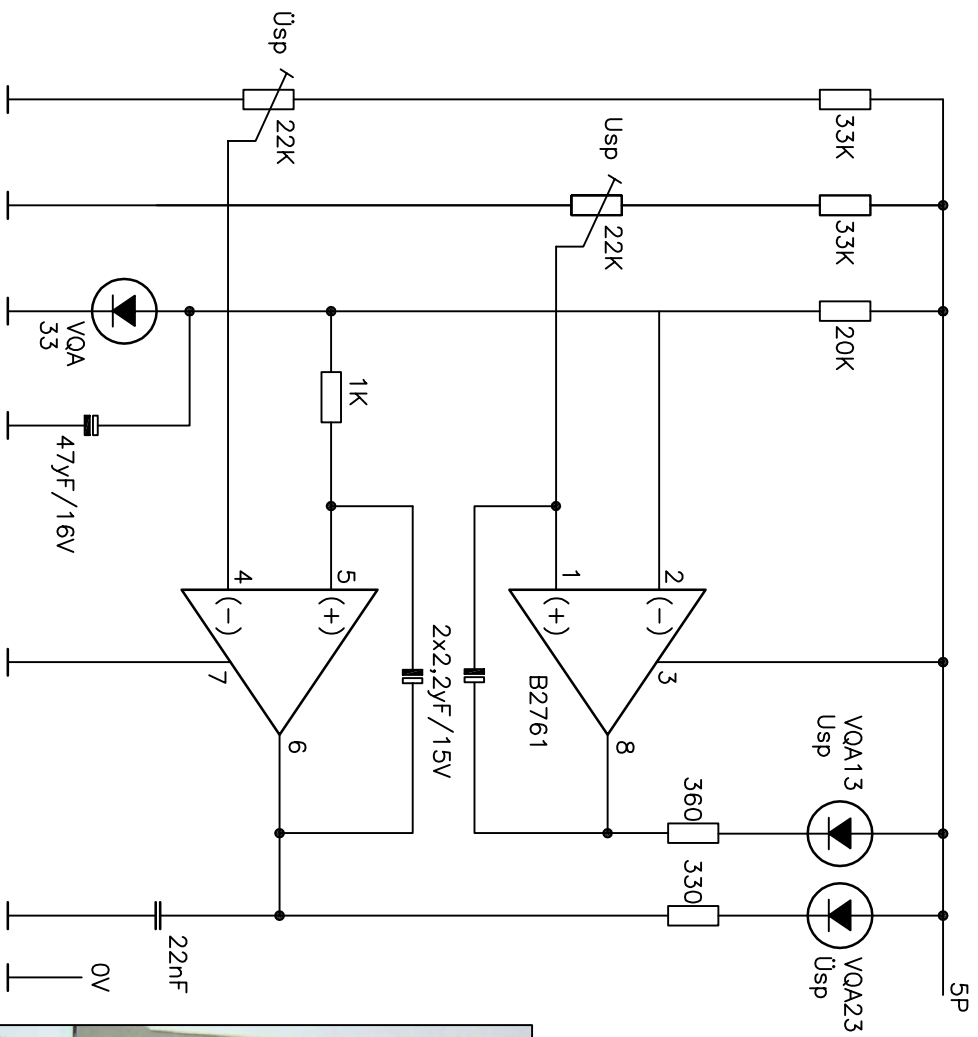 5P
33K
33K
20K
VQA13
Usp
VQA23
Üsp
360
330
Usp
22K
2
(-)
3
1
(+)
B2761
8
2x2,2yF/15V
1K
5
(+)
6
4
(-)
7
Üsp
22K
22nF
VQA
33
47yF/16V
0V